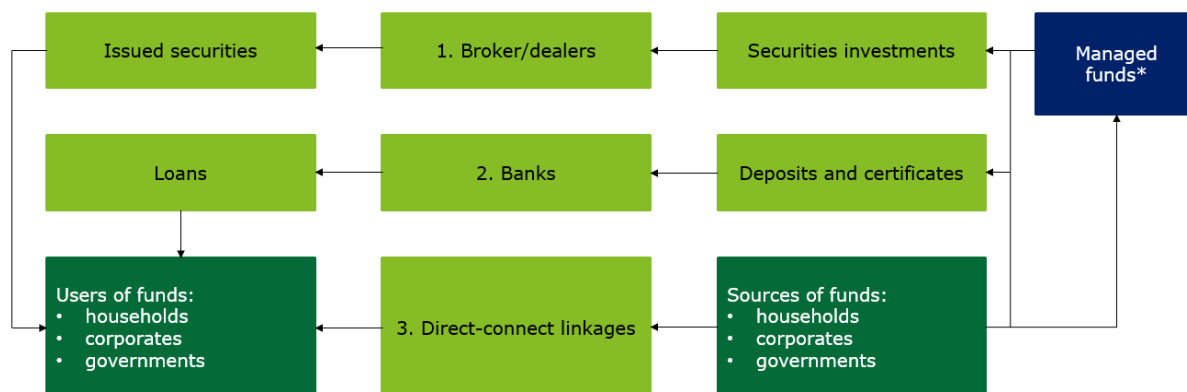 Issued securities
1. Broker/dealers
Securities investments
Managed
funds*
Loans
2. Banks
Deposits and certificates
Users of funds:
• households
• corporates
• governments
3. Direct-connect linkages
Sources of funds:
• households
• corporates
• governments